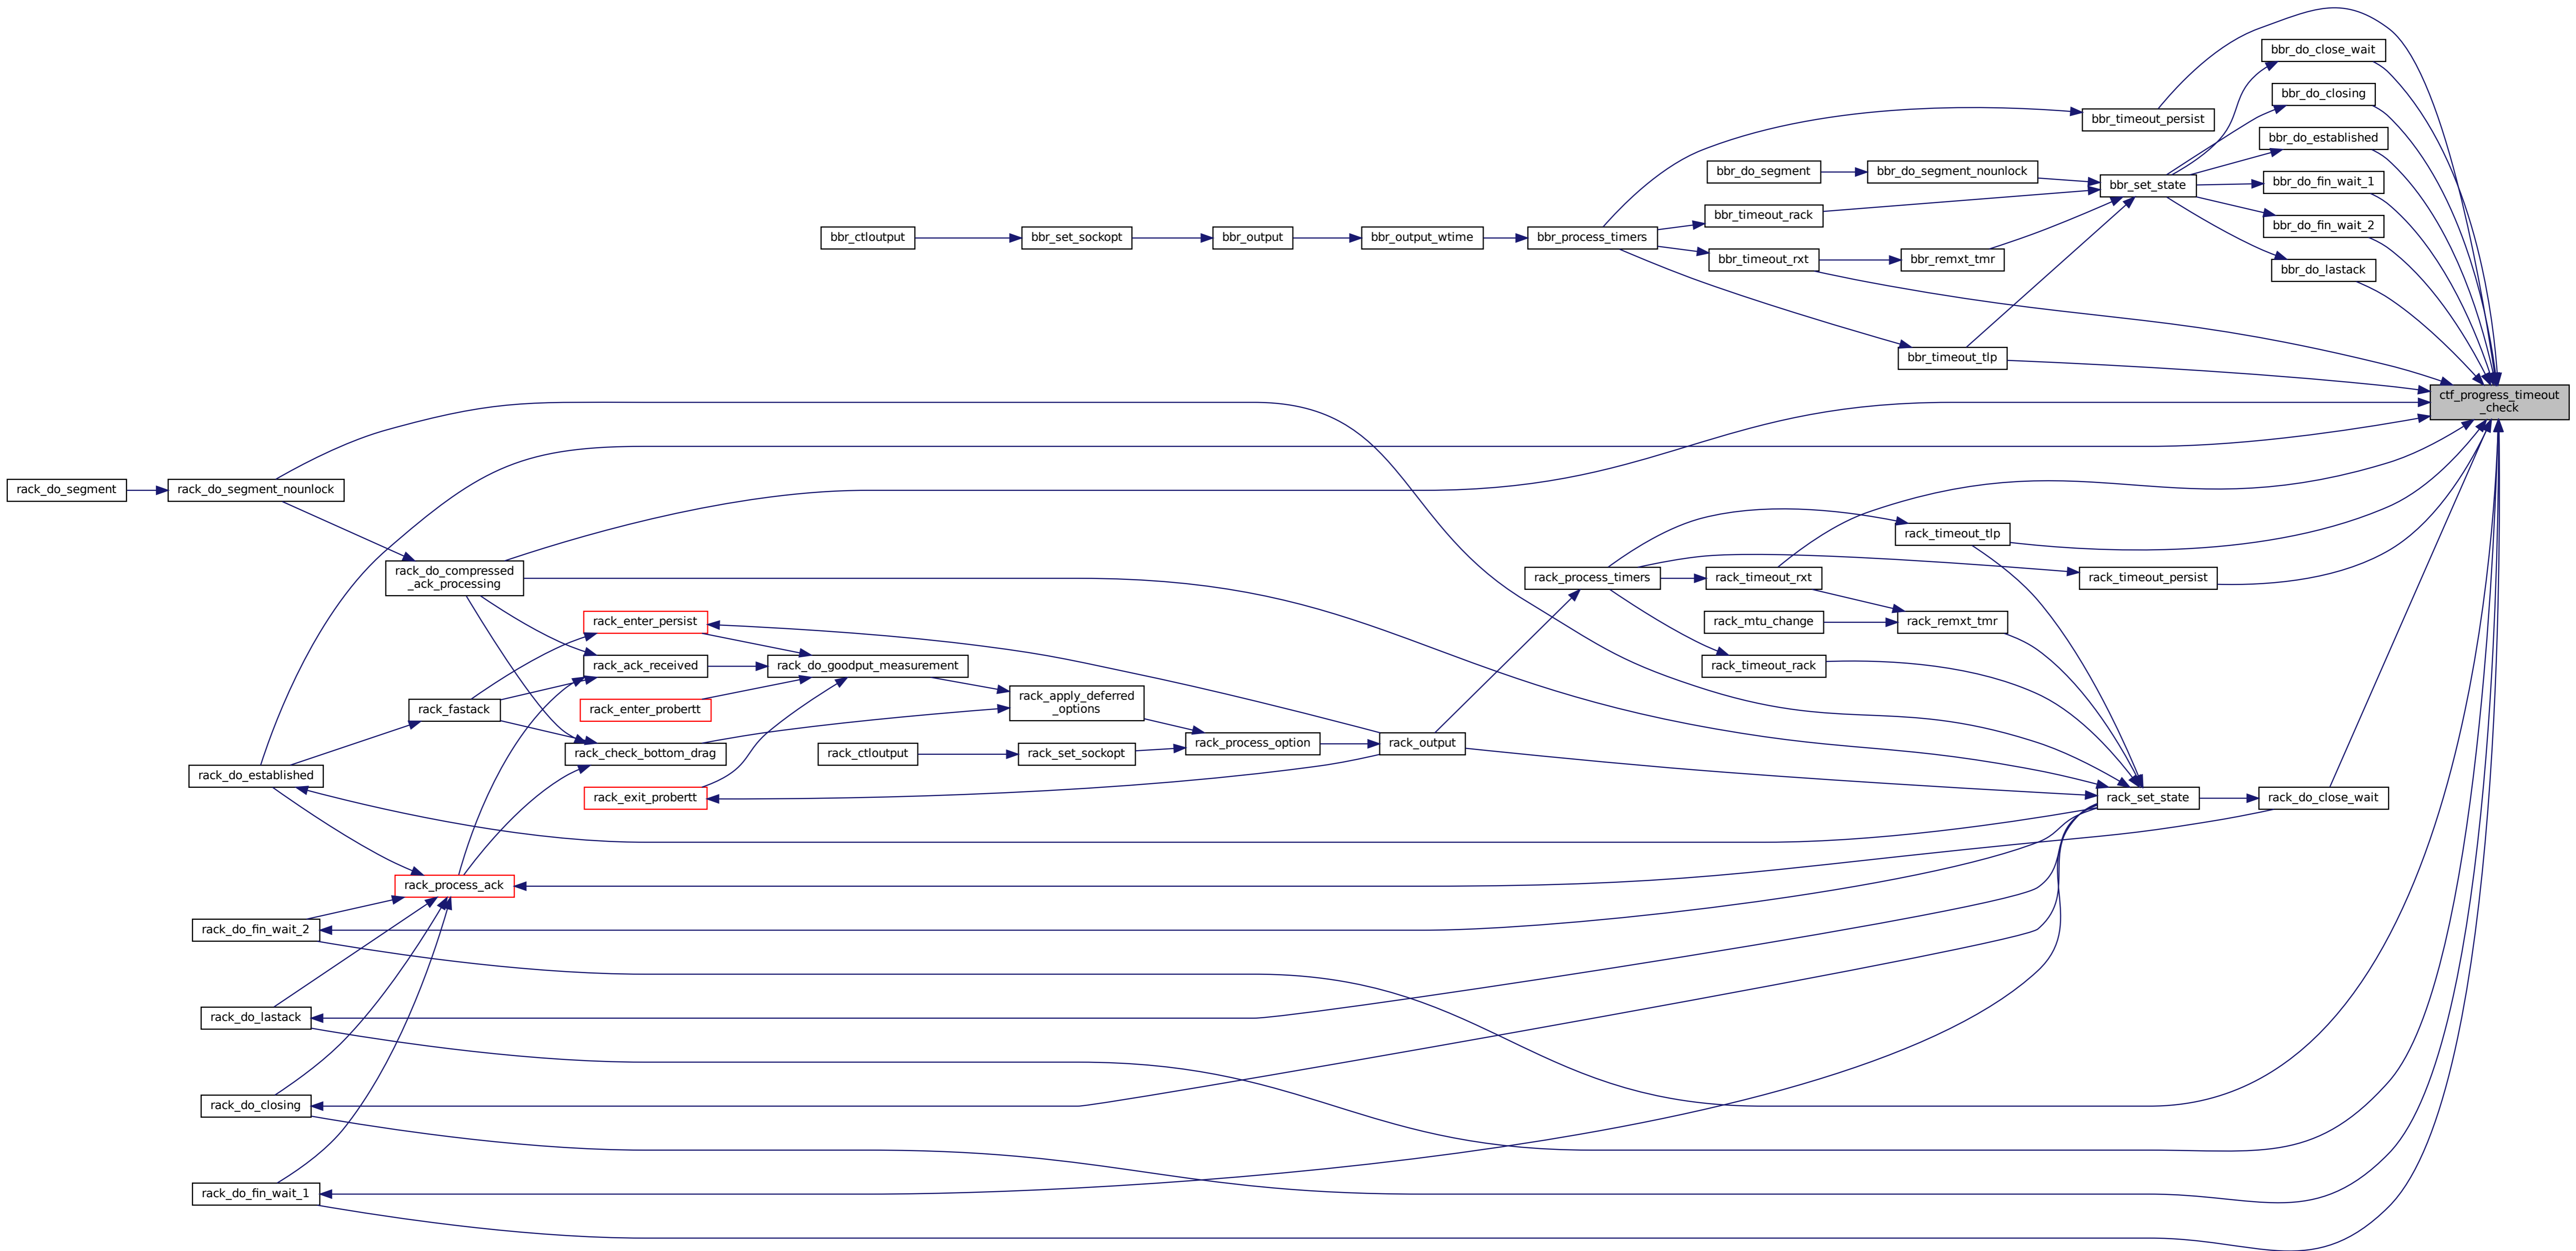 bbr_do_close_wait
bbr_do_closing
bbr_timeout_persist
bbr_do_established
bbr_do_segment
bbr_do_segment_nounlock
bbr_set_state
bbr_do_fin_wait_1
bbr_timeout_rack
bbr_do_fin_wait_2
bbr_ctloutput
bbr_set_sockopt
bbr_output
bbr_output_wtime
bbr_process_timers
bbr_timeout_rxt
bbr_remxt_tmr
bbr_do_lastack
bbr_timeout_tlp
ctf_progress_timeout
_check
rack_do_segment
rack_do_segment_nounlock
rack_timeout_tlp
rack_do_compressed
_ack_processing
rack_process_timers
rack_timeout_rxt
rack_timeout_persist
rack_enter_persist
rack_mtu_change
rack_remxt_tmr
rack_ack_received
rack_do_goodput_measurement
rack_timeout_rack
rack_fastack
rack_enter_probertt
rack_apply_deferred
_options
rack_check_bottom_drag
rack_ctloutput
rack_set_sockopt
rack_process_option
rack_output
rack_do_established
rack_exit_probertt
rack_set_state
rack_do_close_wait
rack_process_ack
rack_do_fin_wait_2
rack_do_lastack
rack_do_closing
rack_do_fin_wait_1